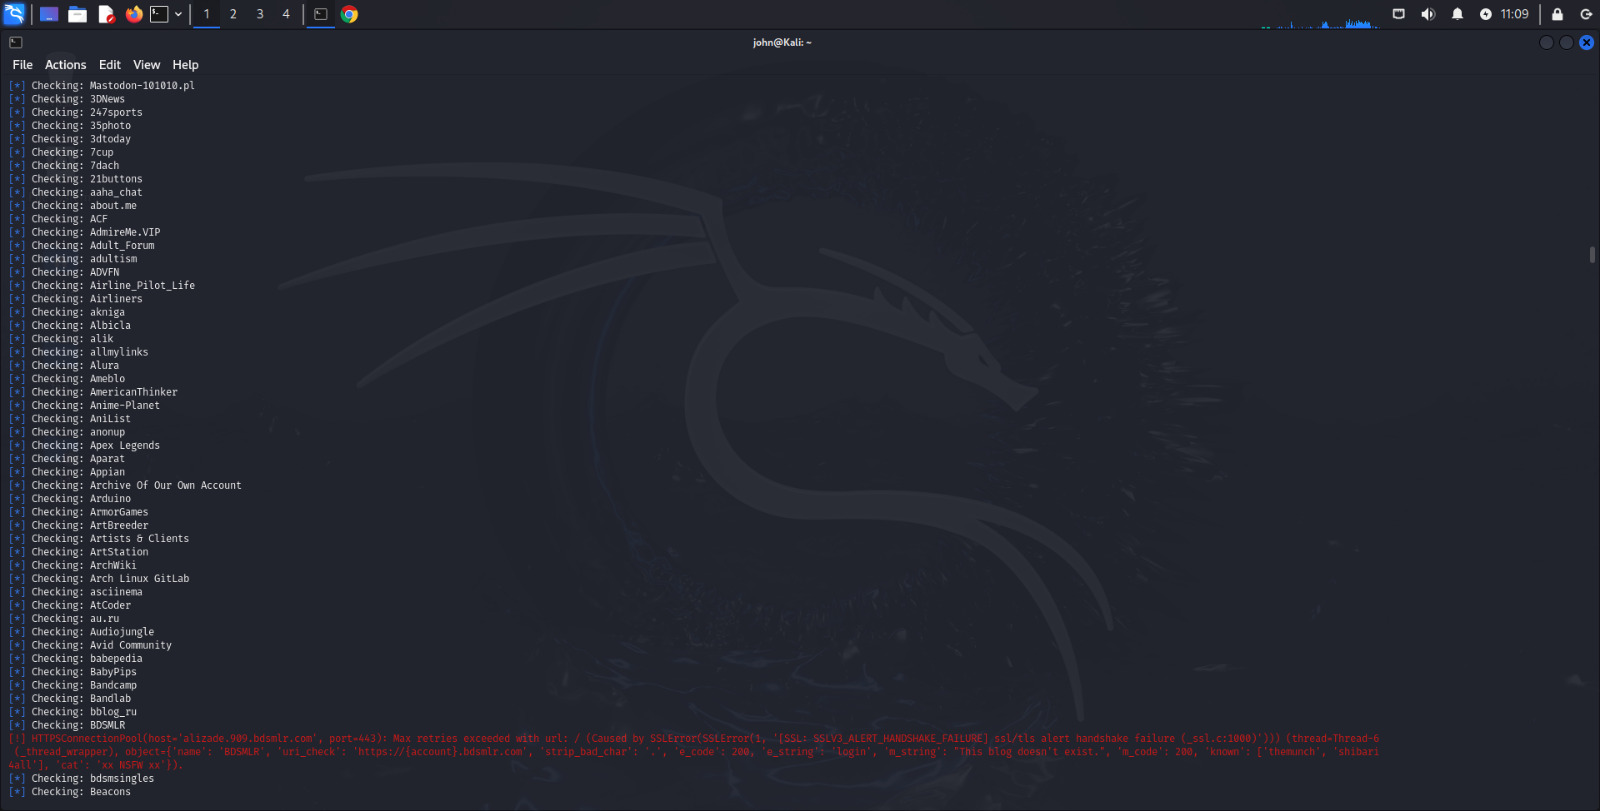 1 2 3 4 11:09
john@Kali: ~
File Actions Edit View Help
[*] Checking: Mastodon-101010.pl
[*] Checking: 3DNews
[*] Checking: 247sports
[*] Checking: 35photo
[*] Checking: 3dtoday
[*] Checking: 7cup
[*] Checking: 7dach
[*] Checking: 21buttons
[*] Checking: aaha_chat
[*] Checking: about.me
[*] Checking: ACF
[*] Checking: AdmireMe.VIP
[*] Checking: Adult_Forum
[*] Checking: adultism
[*] Checking: ADVFN
[*] Checking: Airline_Pilot_Life
[*] Checking: Airliners
[*] Checking: akniga
[*] Checking: Albicla
[*] Checking: alik
[*] Checking: allmylinks
[*] Checking: Alura
[*] Checking: Ameblo
[*] Checking: AmericanThinker
[*] Checking: Anime-Planet
[*] Checking: AniList
[*] Checking: anonup
[*] Checking: Apex Legends
[*] Checking: Aparat
[*] Checking: Appian
[*] Checking: Archive Of Our Own Account
[*] Checking: Arduino
[*] Checking: ArmorGames
[*] Checking: ArtBreeder
[*] Checking: Artists & Clients
[*] Checking: ArtStation
[*] Checking: ArchWiki
[*] Checking: Arch Linux GitLab
[*] Checking: asciinema
[*] Checking: AtCoder
[*] Checking: au.ru
[*] Checking: Audiojungle
[*] Checking: Avid Community
[*] Checking: babepedia
[*] Checking: BabyPips
[*] Checking: Bandcamp
[*] Checking: Bandlab
[*] Checking: bblog_ru
[*] Checking: BDSMLR
[!] HTTPSConnectionPool(host='alizade.909.bdsmlr.com', port=443): Max retries exceeded with url: / (Caused by SSLError(SSLError(1, '[SSL: SSLV3_ALERT_HANDSHAKE_FAILURE] ssl/tls alert handshake failure (_ssl.c:1000)'))) (thread=Thread-6
(_thread_wrapper), object={'name': 'BDSMLR', 'uri_check': 'https://{account}.bdsmlr.com', 'strip_bad_char': '.', 'e_code': 200, 'e_string': 'login', 'm_string': "This blog doesn't exist.", 'm_code': 200, 'known': ['themunch', 'shibari
4all'], 'cat': 'xx NSFW xx'}).
[*] Checking: bdsmsingles
[*] Checking: Beacons